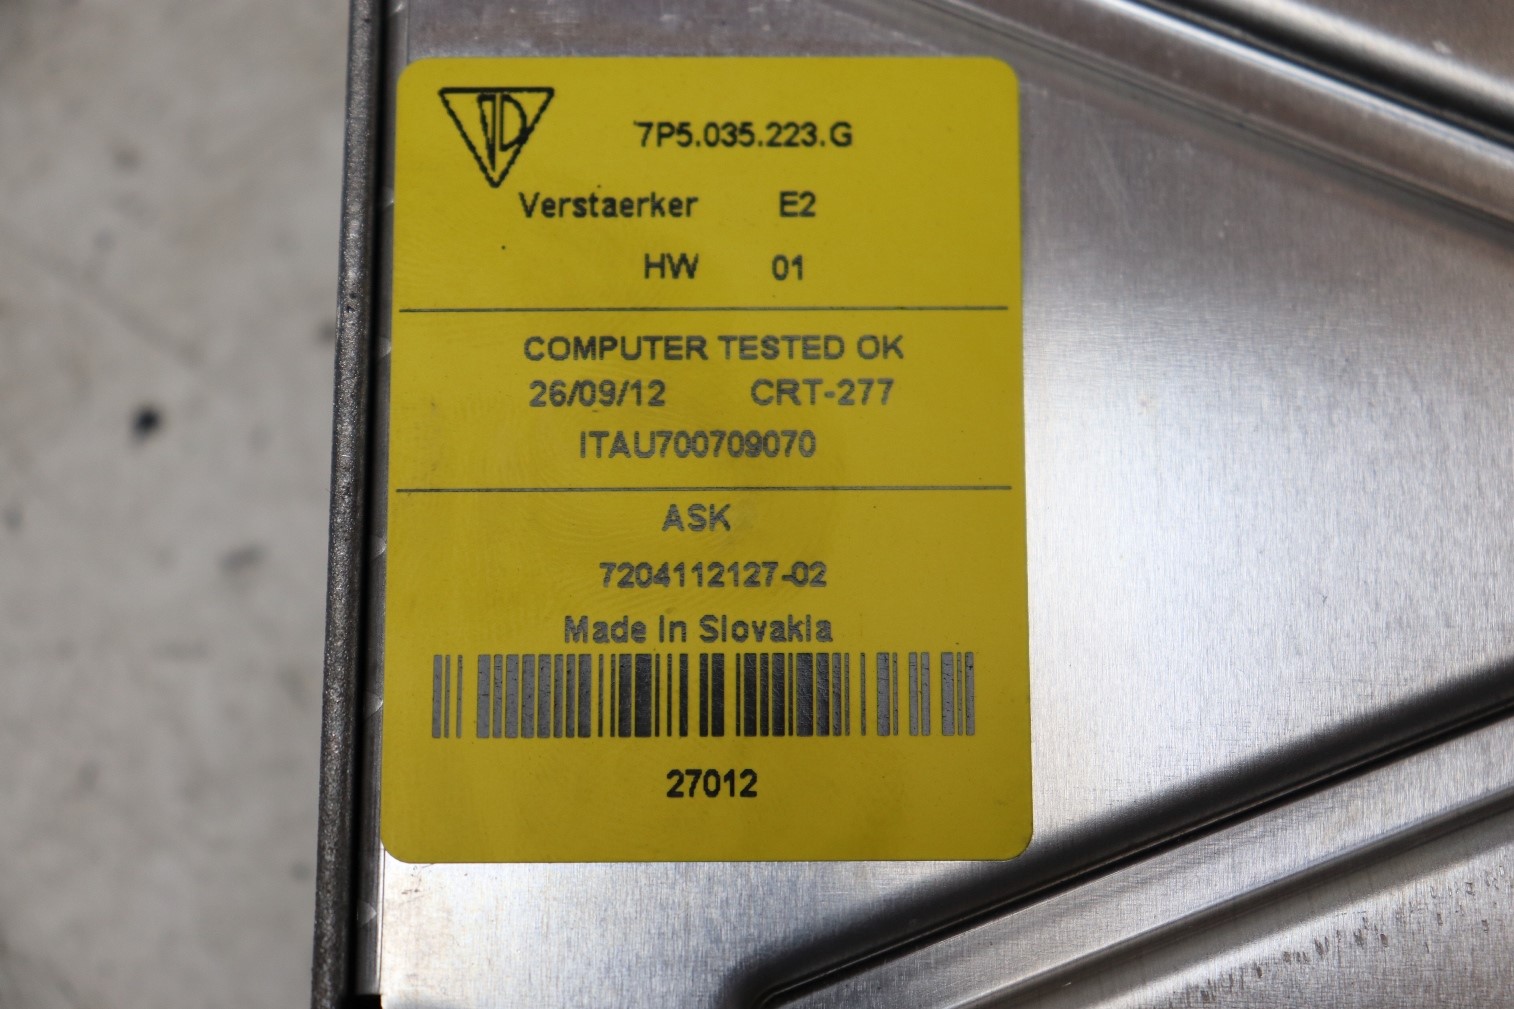 7P5.035.223.G
Verstaerker E2
HW 01
COMPUTER TESTED OK
26/09/12 CRT-277
ITAU700709070
ASK
7204112127-02
Made In Slovakia
27012